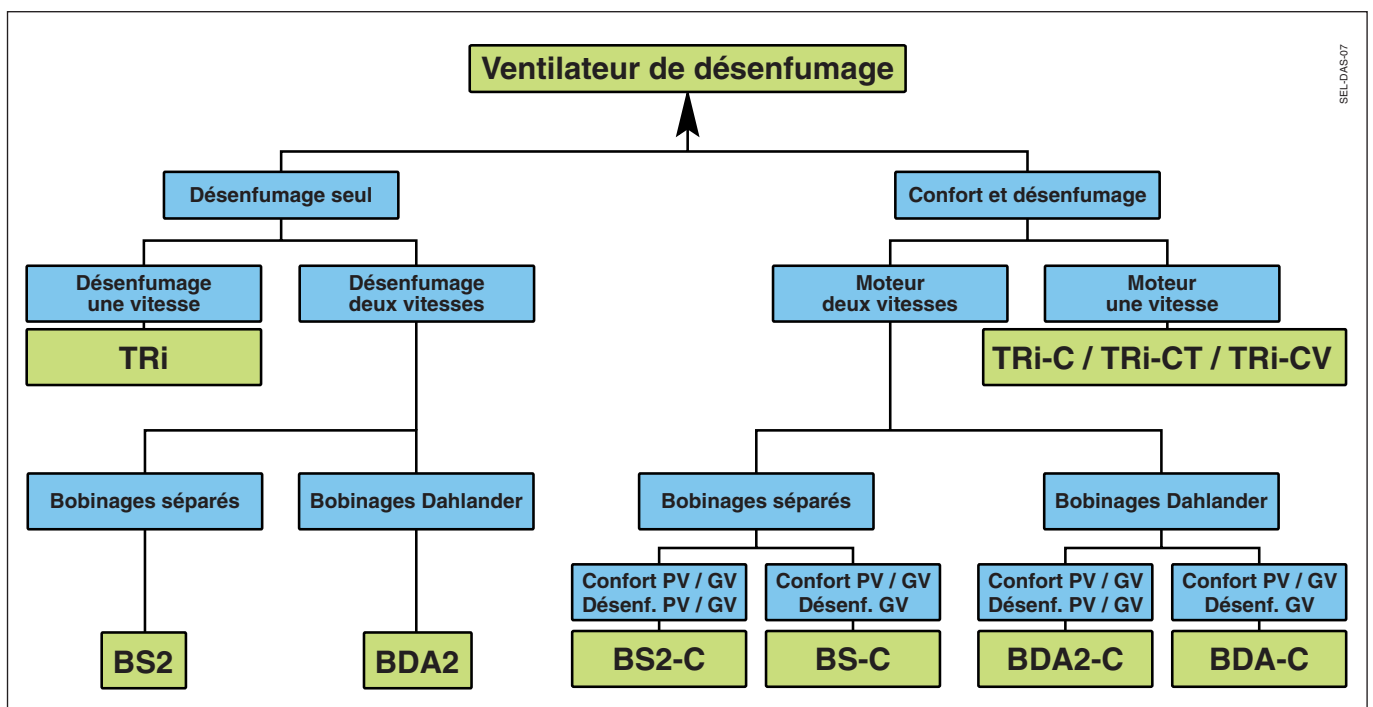 Ventilateur de désenfumage
SEL-DAS-07
Désenfumage seul
Confort et désenfumage
Désenfumage
une vitesse
Désenfumage
deux vitesses
Moteur
deux vitesses
Moteur
une vitesse
TRi
TRi-C / TRi-CT / TRi-CV
Bobinages séparés
Bobinages Dahlander
Bobinages séparés
Bobinages Dahlander
Confort PV / GV
Désenf. PV / GV
Confort PV / GV
Désenf. GV
Confort PV / GV
Désenf. PV / GV
Confort PV / GV
Désenf. GV
BS2
BDA2
BS2-C
BS-C
BDA2-C
BDA-C